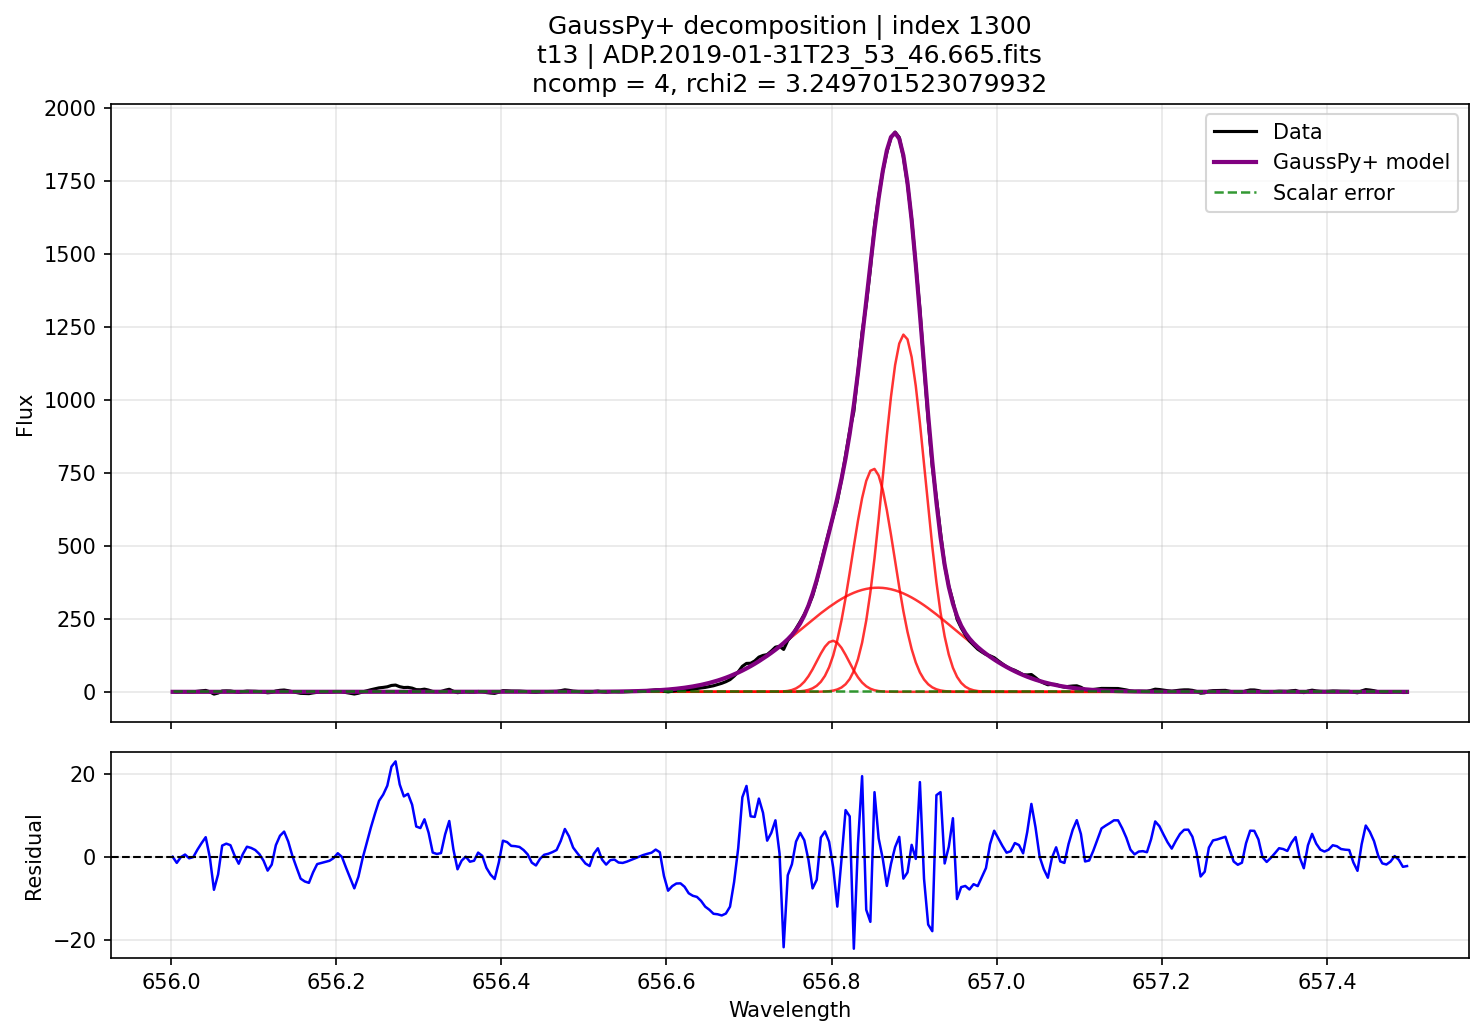 GaussPy+ decomposition | index 1300
t13 | ADP.2019-01-31T23_53_46.665.fits
ncomp = 4, rchi2 = 3.249701523079932
2000
1750
1500
1250
1000
750
500
250
0
Flux
Data
GaussPy+ model
Scalar error
20
0
−20
Residual
656.0
656.2
656.4
656.6
656.8
657.0
657.2
657.4
Wavelength